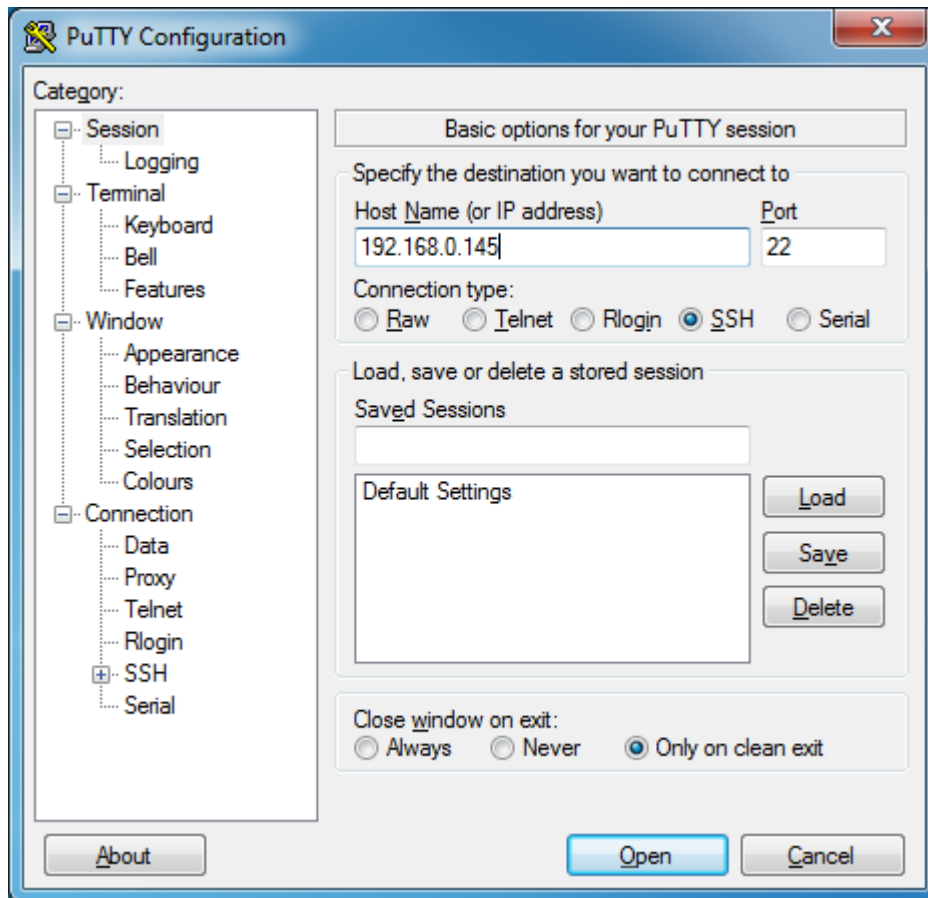 PuTTY Configuration
Category:
Session
Logging
Terminal
Keyboard
Bell
Features
Window
Appearance
Behaviour
Translation
Selection
Colours
Connection
Data
Proxy
Telnet
Rlogin
SSH
Serial
Basic options for your PuTTY session
Specify the destination you want to connect to
Host Name (or IP address) Port
192.168.0.145 22
Connection type:
Raw Telnet Rlogin SSH Serial
Load, save or delete a stored session
Saved Sessions
Default Settings
Load
Save
Delete
Close window on exit:
Always Never Only on clean exit
About Open Cancel